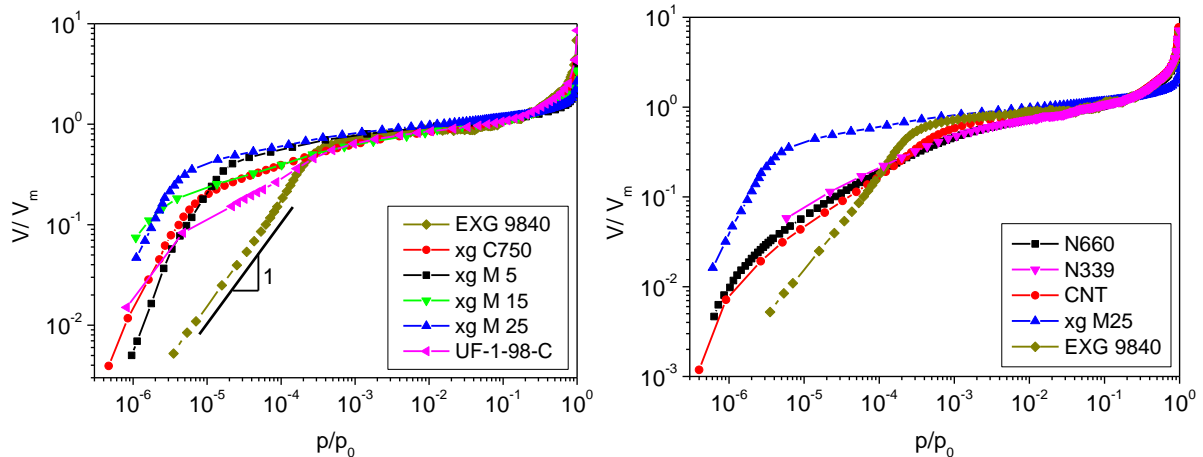 10^1
10^0
10^-1
10^-2
V/ V_m
1
EXG 9840
xg C750
xg M 5
xg M 15
xg M 25
UF-1-98-C
10^-6 10^-5 10^-4 10^-3 10^-2 10^-1 10^0
p/p_0
10^1
10^0
10^-1
10^-2
10^-3
V/ V_m
N660
N339
CNT
xg M25
EXG 9840
10^-6 10^-5 10^-4 10^-3 10^-2 10^-1 10^0
p/p_0